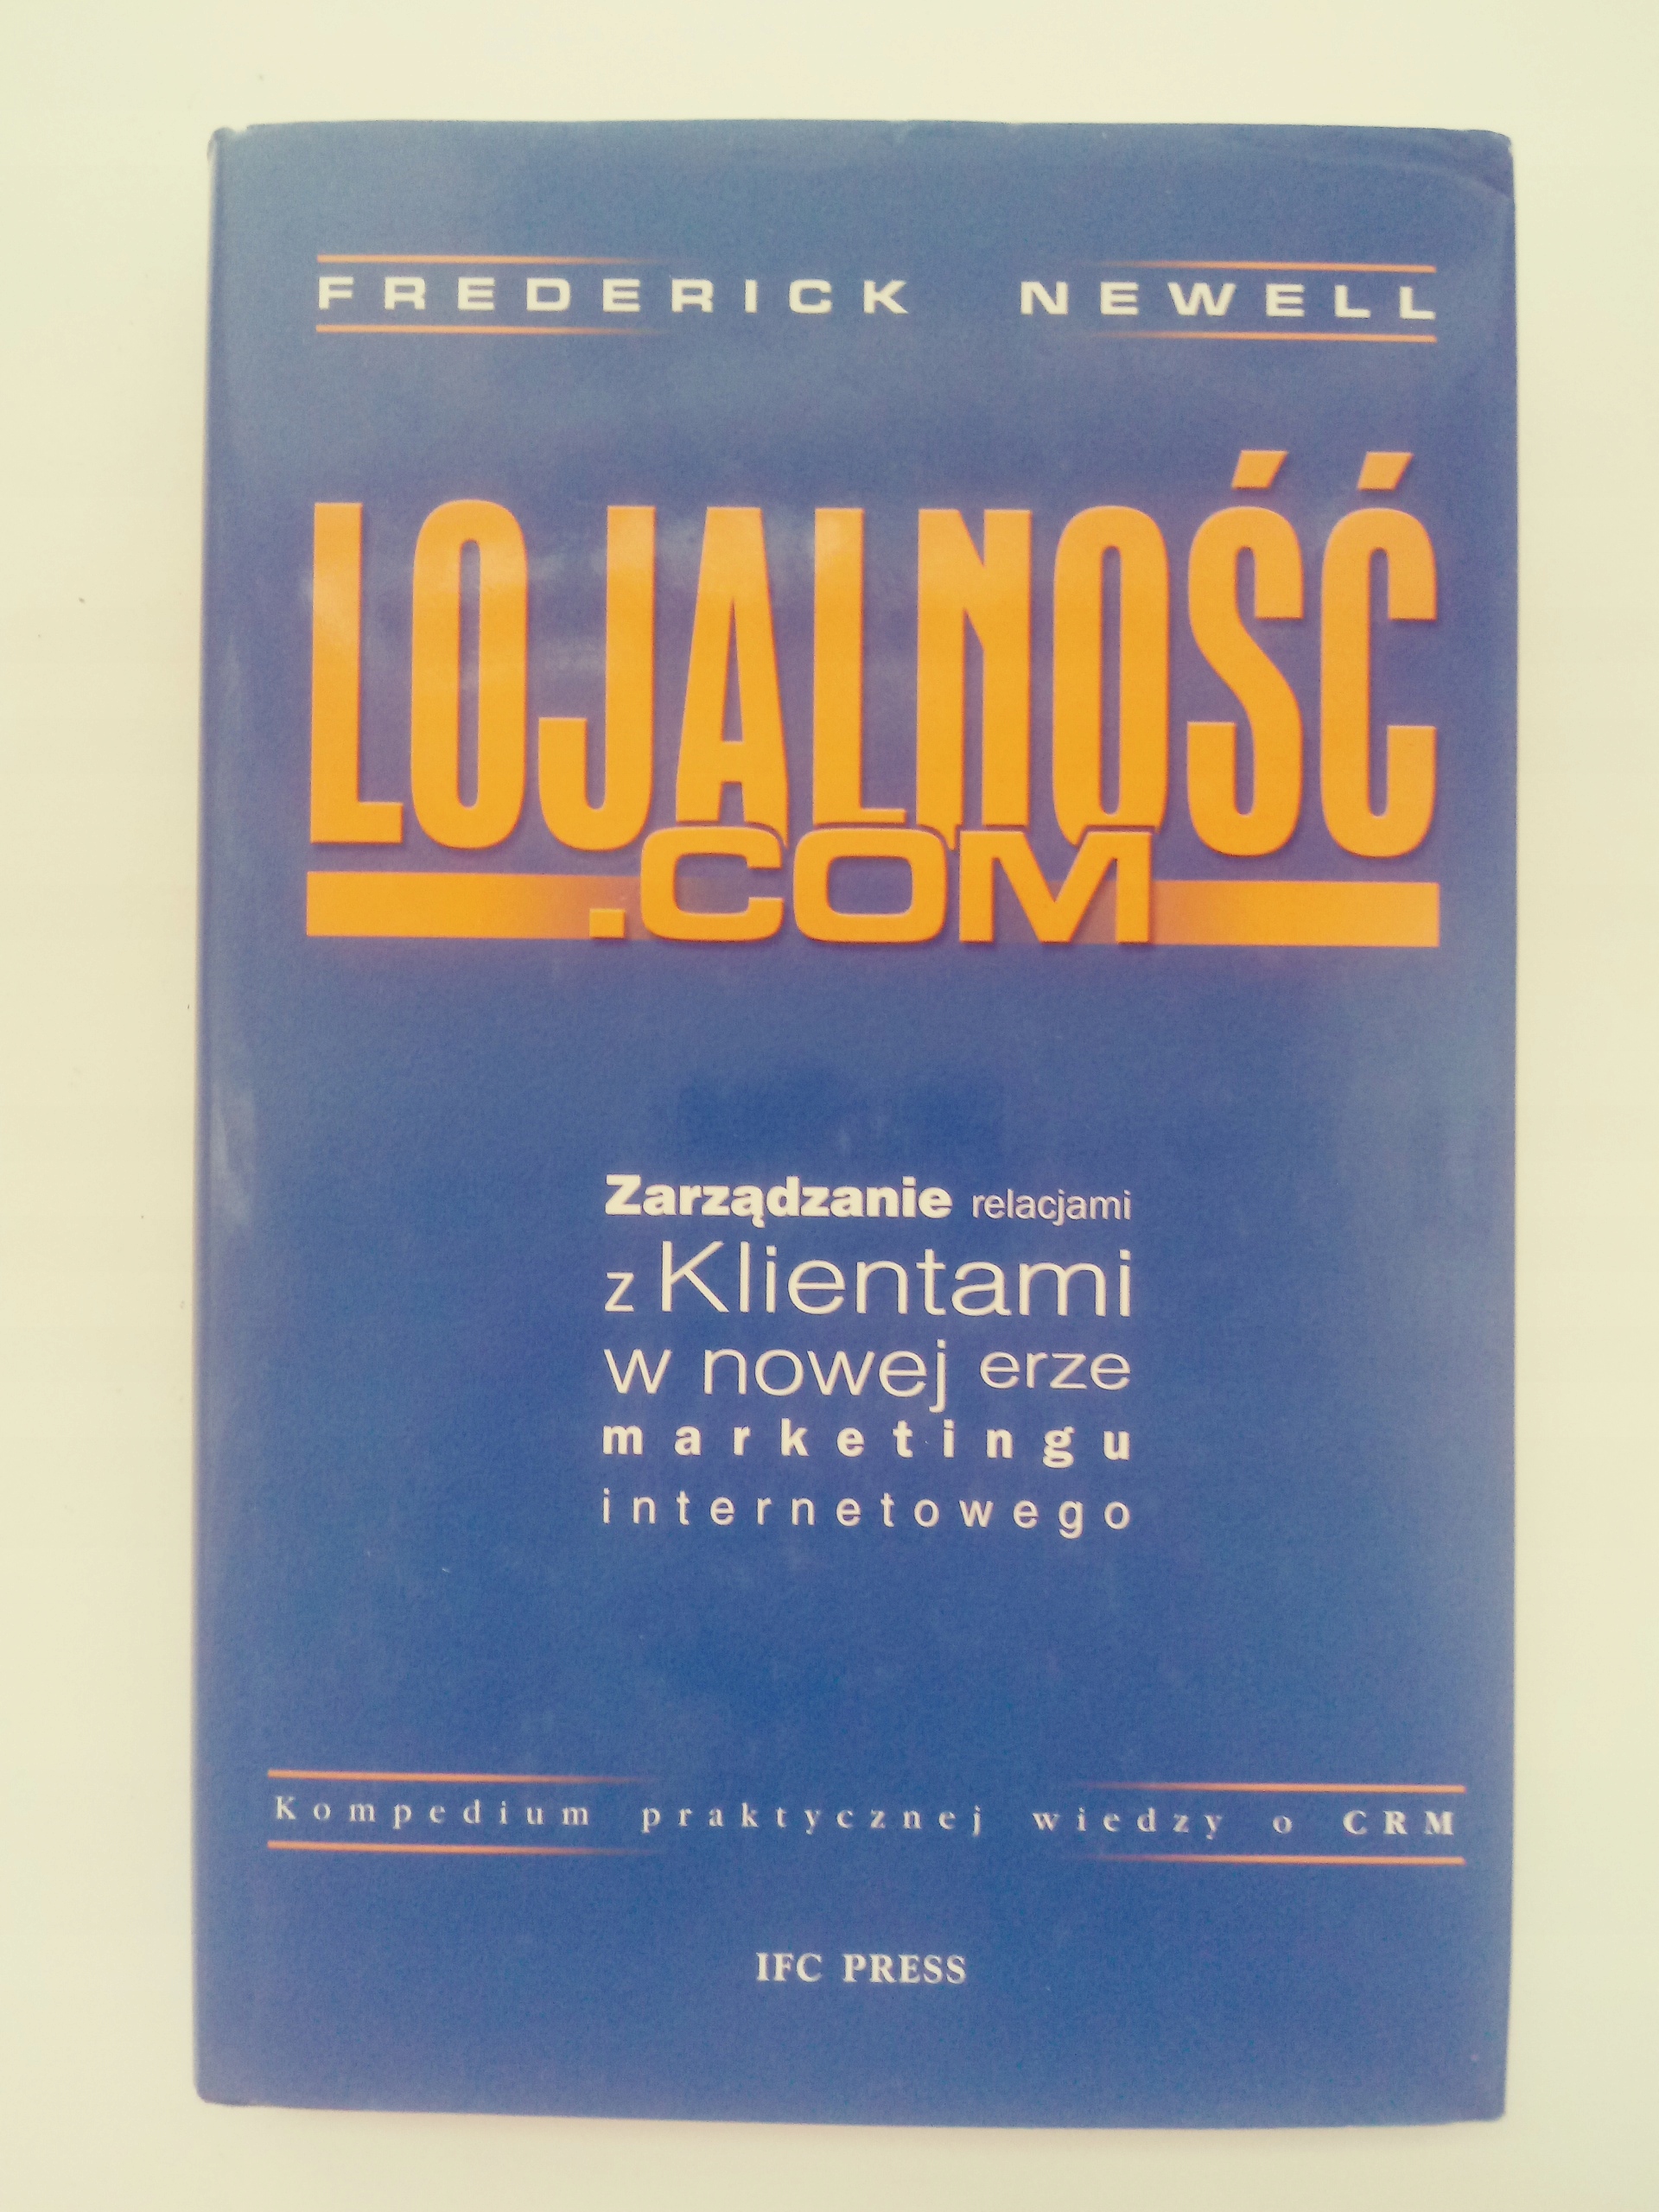 FREDERICK NEWELL
LOJALNOŚĆ
.COM
Zarządzanie relacjami
z Klientami
w nowej erze
marketingu
internetowego
Kompedium praktycznej wiedzy o CRM
IFC PRESS